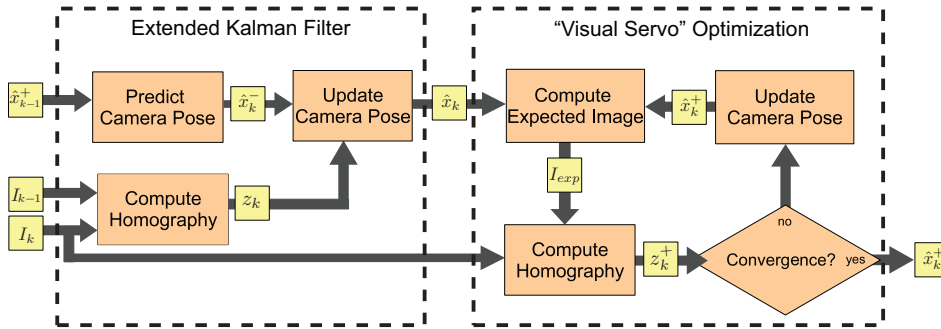 Extended Kalman Filter
"Visual Servo" Optimization
x̂⁺ₖ₋₁
Predict
Camera Pose
x̂⁻ₖ
Update
Camera Pose
x̂ₖ
Compute
Expected Image
x̂⁺ₖ
Update
Camera Pose
Iₖ₋₁
Iₖ
Compute
Homography
zₖ
I_exp
Compute
Homography
z⁺ₖ
no
Convergence?
yes
x̂⁺ₖ